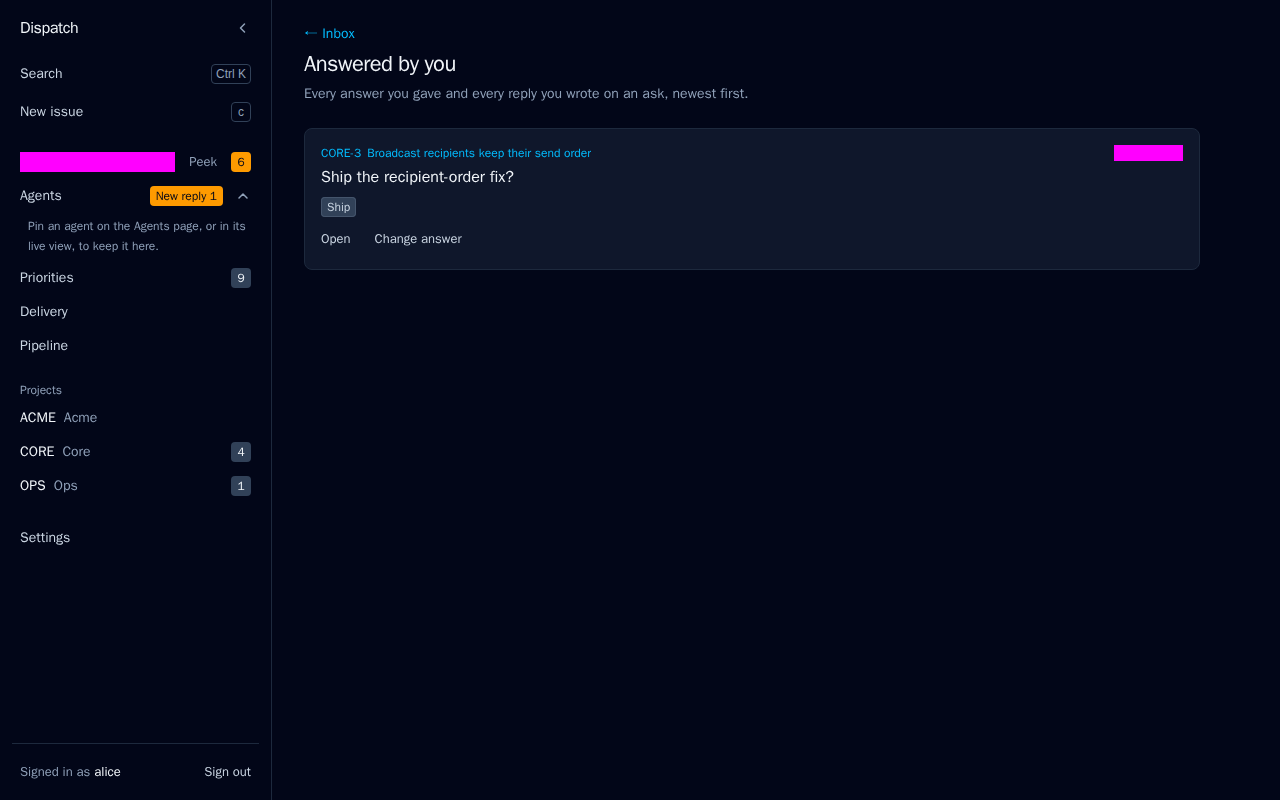 Dispatch
Search Ctrl K
New issue c
Peek 6
Agents New reply 1
Pin an agent on the Agents page, or in its
live view, to keep it here.
Priorities 9
Delivery
Pipeline
Projects
ACME Acme
CORE Core 4
OPS Ops 1
Settings
Signed in as alice Sign out
← Inbox
Answered by you
Every answer you gave and every reply you wrote on an ask, newest first.
CORE-3 Broadcast recipients keep their send order
Ship the recipient-order fix?
Ship
Open Change answer